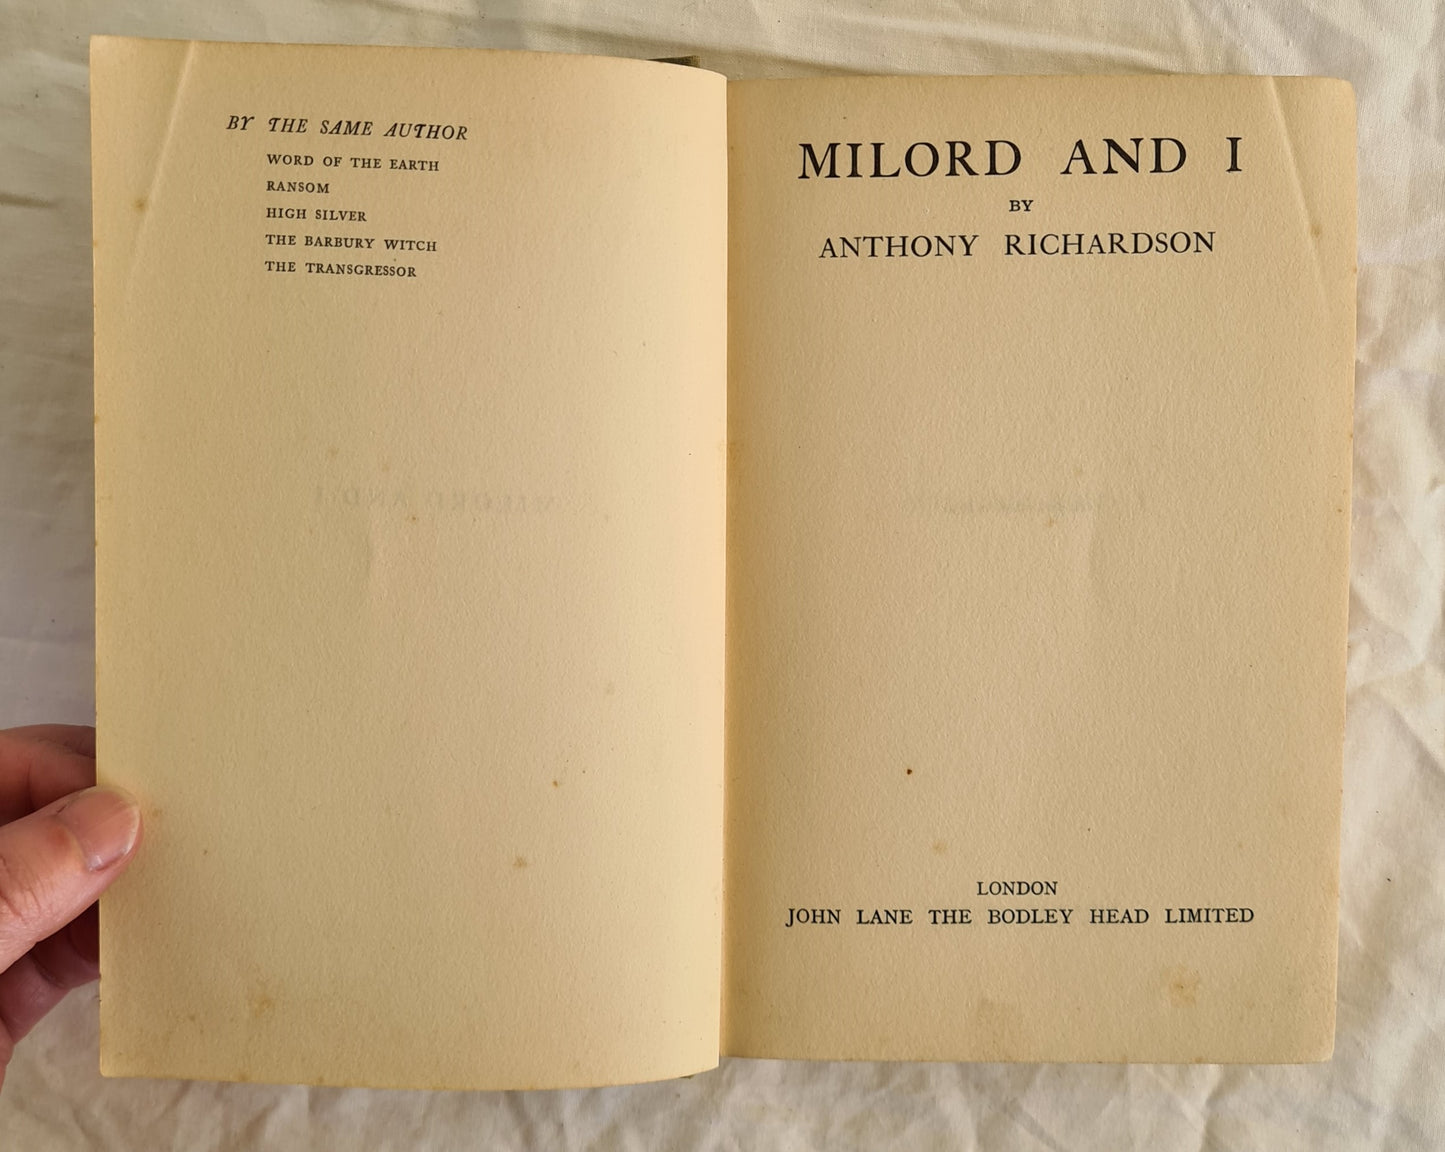 BY THE SAME AUTHOR
WORD OF THE EARTH
RANSOM
HIGH SILVER
THE BARBURY WITCH
THE TRANSGRESSOR
MILORD AND I
BY
ANTHONY RICHARDSON
LONDON
JOHN LANE THE BODLEY HEAD LIMITED